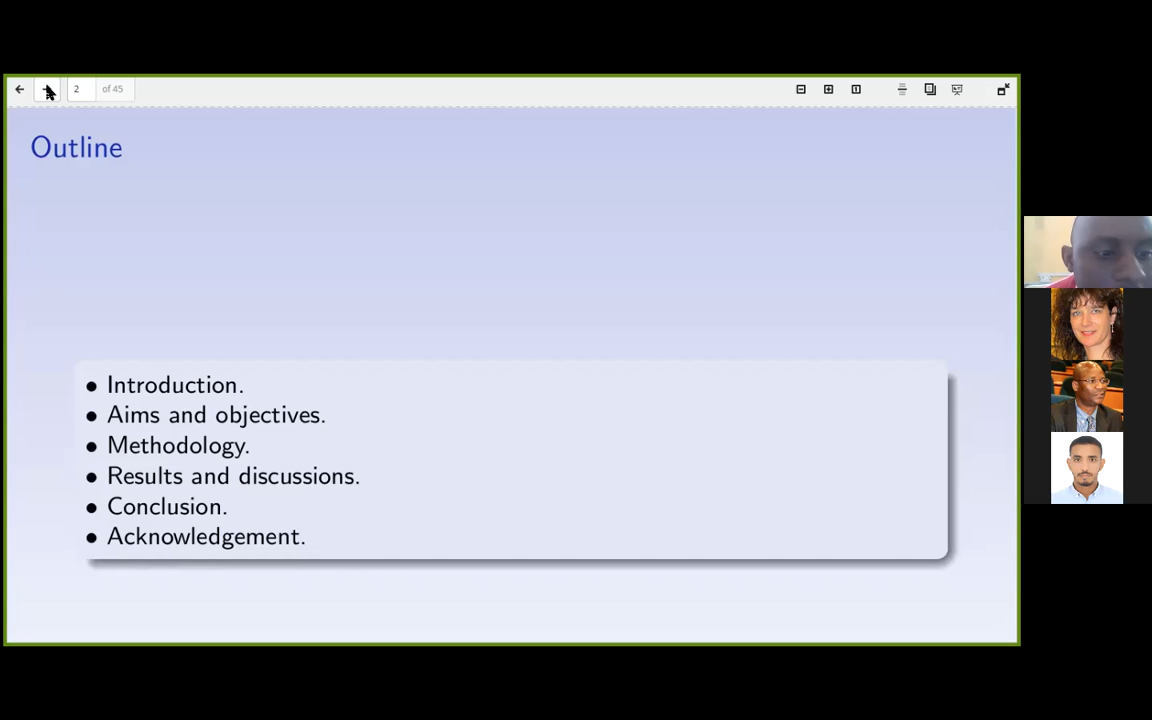 2 of 45
Outline
• Introduction.
• Aims and objectives.
• Methodology.
• Results and discussions.
• Conclusion.
• Acknowledgement.